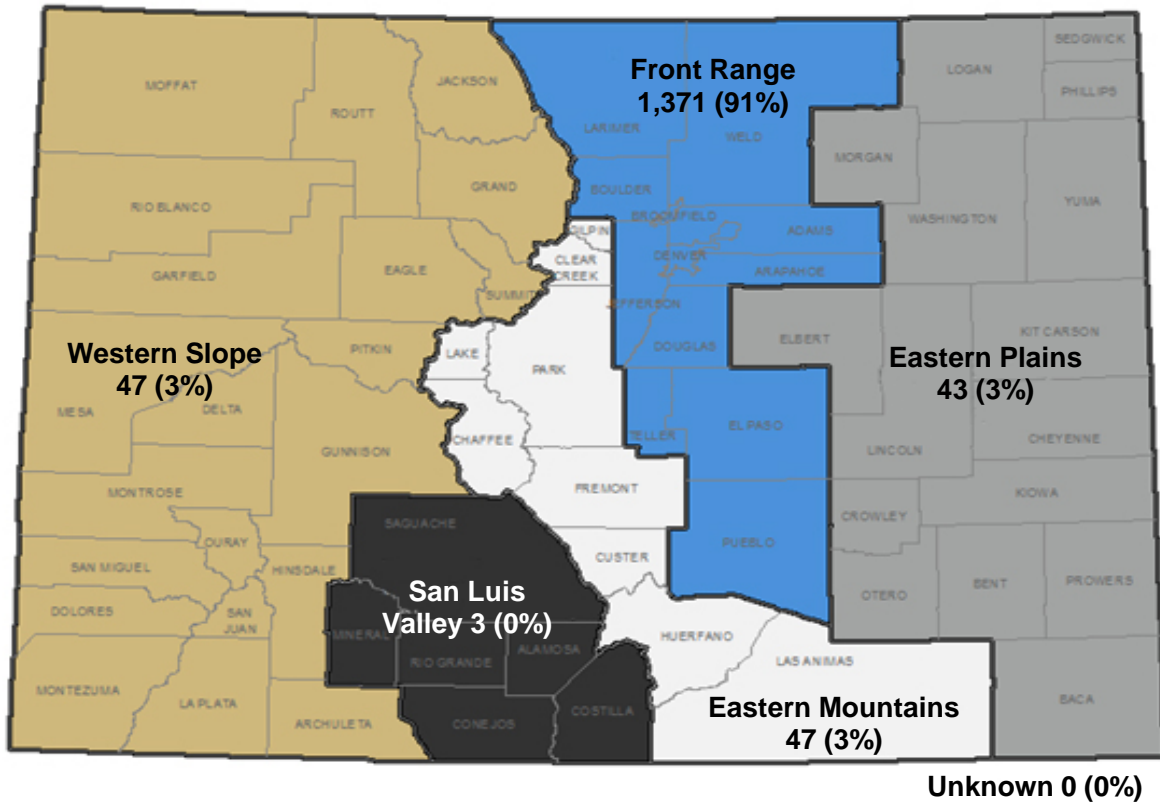 SEDGWICK
LOGAN
Front Range
1,371 (91%)
JACKSON
MOFFAT
PHILLIPS
ROUTT
LARIMER
WELD
MORGAN
GRAND
BOULDER
YUMA
RIO BLANCO
BROOMFIELD
WASHINGTON
GILPIN
ADAMS
DENVER
CLEAR
CREEK
EAGLE
ARAPAHOE
GARFIELD
SUMMIT
JEFFERSON
KIT CARSON
ELBERT
Western Slope
47 (3%)
PITKIN
LAKE
DOUGLAS
Eastern Plains
43 (3%)
PARK
DELTA
MESA
EL PASO
TELLER
CHAFFEE
CHEYENNE
GUNNISON
LINCOLN
FREMONT
MONTROSE
KIOWA
CROWLEY
SAGUACHE
OURAY
PUEBLO
CUSTER
SAN MIGUEL
HINSDALE
BENT
PROWERS
OTERO
San Luis
Valley 3 (0%)
DOLORES
SAN
JUAN
MINERAL
HUERFANO
ALAMOSA
RIO GRANDE
LAS ANIMAS
MONTEZUMA
LA PLATA
BACA
COSTILLA
Eastern Mountains
47 (3%)
ARCHULETA
CONEJOS
Unknown 0 (0%)